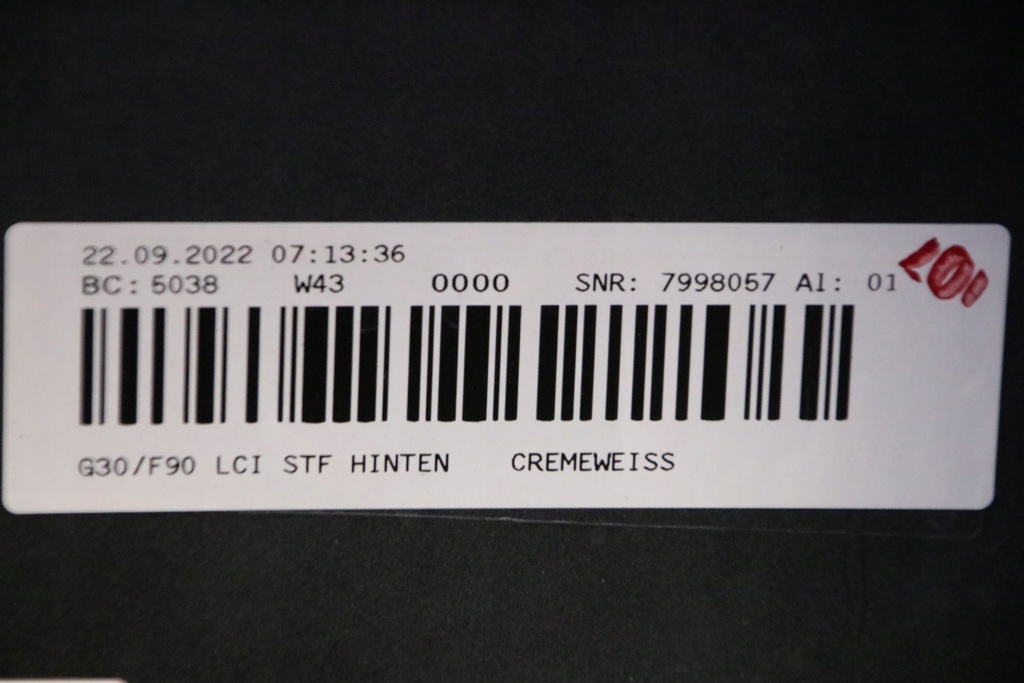 22.09.2022 07:13:36
BC: 5038 W43 0000 SNR: 7998057 AI: 01
G30/F90 LCI STF HINTEN CREMEWEISS